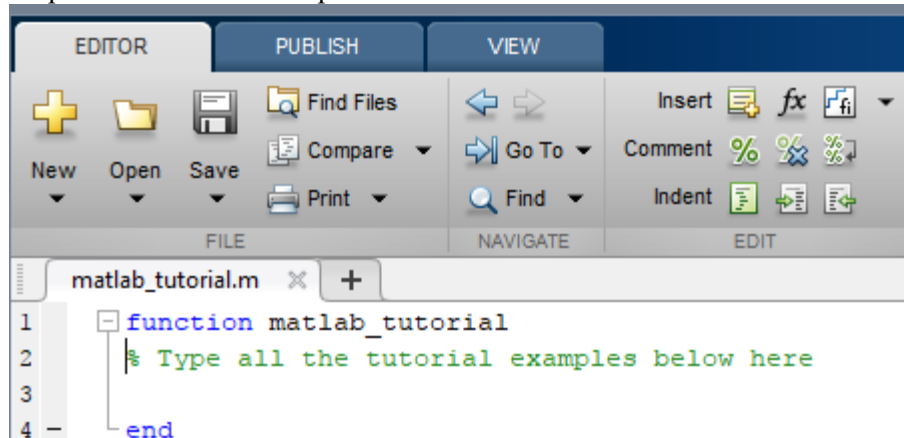 EDITOR PUBLISH VIEW
New Open Save
Find Files
Compare
Print
FILE
Go To
Find
NAVIGATE
Insert fx fi
Comment % % %
Indent
EDIT
matlab_tutorial.m +
1 function matlab_tutorial
2 % Type all the tutorial examples below here
3
4 – end